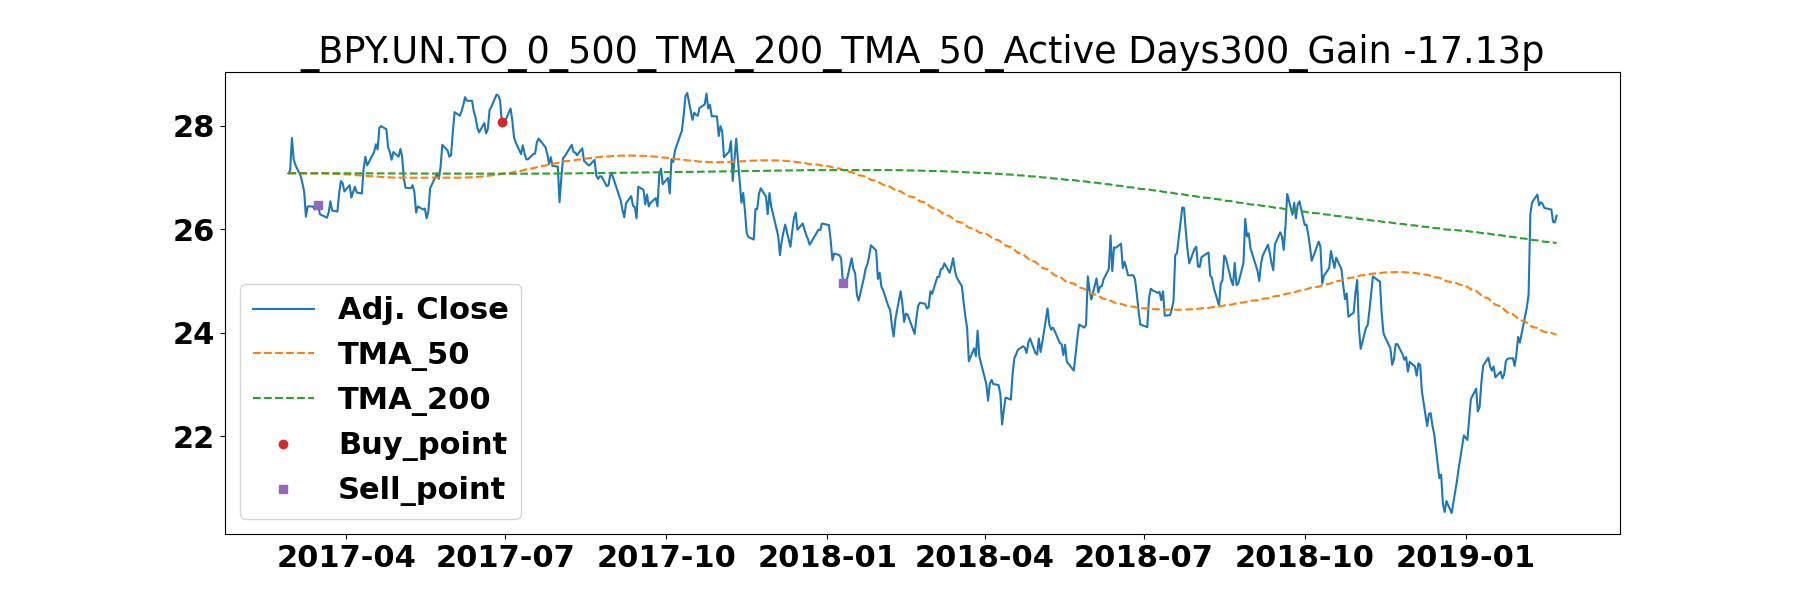 _BPY.UN.TO_0_500_TMA_200_TMA_50_Active Days300_Gain -17.13p
28
26
24
22
Adj. Close
TMA_50
TMA_200
Buy_point
Sell_point
2017-04 2017-07 2017-10 2018-01 2018-04 2018-07 2018-10 2019-01